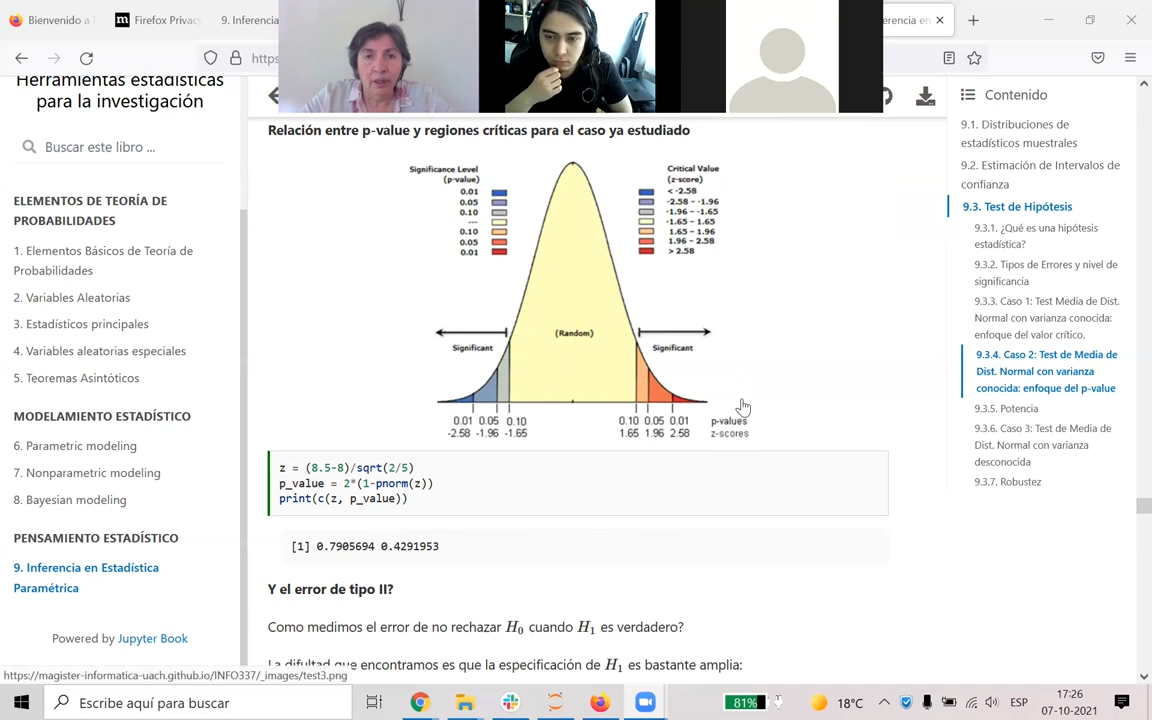 Bienvenido a
Firefox Privac
9. Inferencia
erencia en
https
Herramientas estadísticas
para la investigación
Buscar este libro ...
ELEMENTOS DE TEORÍA DE
PROBABILIDADES
1. Elementos Básicos de Teoría de
Probabilidades
2. Variables Aleatorias
3. Estadísticos principales
4. Variables aleatorias especiales
5. Teoremas Asintóticos
MODELAMIENTO ESTADÍSTICO
6. Parametric modeling
7. Nonparametric modeling
8. Bayesian modeling
PENSAMIENTO ESTADÍSTICO
9. Inferencia en Estadística
Paramétrica
Powered by Jupyter Book
Relación entre p-value y regiones críticas para el caso ya estudiado
Significance Level
(p-value)
0.01
0.05
0.10
---
0.10
0.05
0.01
Critical Value
(z-score)
< -2.58
-2.58 - -1.96
-1.96 - -1.65
-1.65 - 1.65
1.65 - 1.96
1.96 - 2.58
> 2.58
(Random)
Significant
Significant
0.01 0.05 0.10 0.10 0.05 0.01 p-values
-2.58 -1.96 -1.65 1.65 1.96 2.58 z-scores
z = (8.5-8)/sqrt(2/5)
p_value = 2*(1-pnorm(z))
print(c(z, p_value))
[1] 0.7905694 0.4291953
Y el error de tipo II?
Como medimos el error de no rechazar H0 cuando H1 es verdadero?
La difultad que encontramos es que la especificación de H1 es bastante amplia:
Contenido
9.1. Distribuciones de
estadísticos muestrales
9.2. Estimación de Intervalos de
confianza
9.3. Test de Hipótesis
9.3.1. ¿Qué es una hipótesis
estadística?
9.3.2. Tipos de Errores y nivel de
significancia
9.3.3. Caso 1: Test Media de Dist.
Normal con varianza conocida:
enfoque del valor crítico.
9.3.4. Caso 2: Test de Media de
Dist. Normal con varianza
conocida: enfoque del p-value
9.3.5. Potencia
9.3.6. Caso 3: Test de Media de
Dist. Normal con varianza
desconocida
9.3.7. Robustez
https://magister-informatica-uach.github.io/INFO337/_images/test3.png
Escribe aquí para buscar
81%
18°C
ESP
17:26
07-10-2021